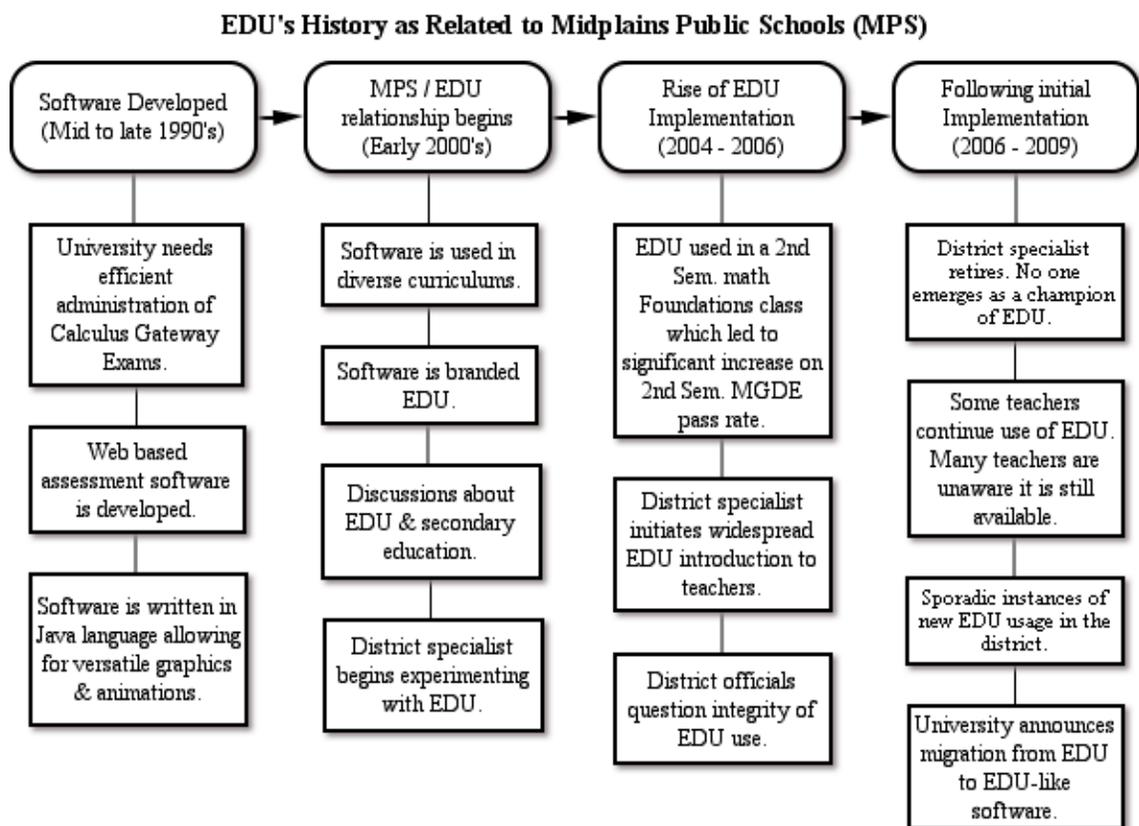 EDU's History as Related to Midplains Public Schools (MPS)
Software Developed
(Mid to late 1990's)
University needs
efficient
administration of
Calculus Gateway
Exams.
Web based
assessment software
is developed.
Software is written in
Java language allowing
for versatile graphics
& animations.
MPS / EDU
relationship begins
(Early 2000's)
Software is used in
diverse curriculums.
Software is branded
EDU.
Discussions about
EDU & secondary
education.
District specialist
begins experimenting
with EDU.
Rise of EDU
Implementation
(2004 - 2006)
EDU used in a 2nd
Sem. math
Foundations class
which led to
significant increase on
2nd Sem. MGDE
pass rate.
District specialist
initiates widespread
EDU introduction to
teachers.
District officials
question integrity of
EDU use.
Following initial
Implementation
(2006 - 2009)
District specialist
retires. No one
emerges as a champion
of EDU.
Some teachers
continue use of EDU.
Many teachers are
unaware it is still
available.
Sporadic instances of
new EDU usage in the
district.
University announces
migration from EDU
to EDU-like
software.